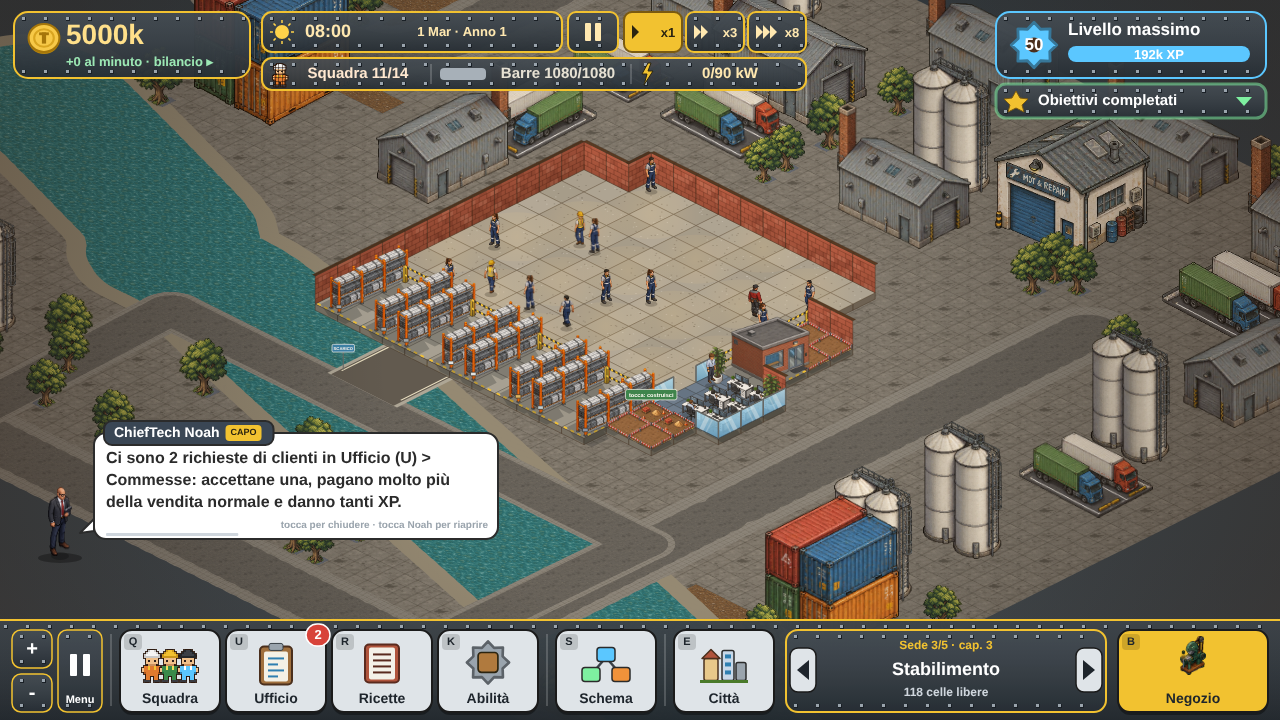 5000k
+0 al minuto · bilancio ▸
08:00
1 Mar · Anno 1
x1
x3
x8
Squadra 11/14
Barre 1080/1080
0/90 kW
50
Livello massimo
192k XP
Obiettivi completati
MOT & REPAIR
SCARICO
tocca: costruisci
ChiefTech Noah
CAPO
Ci sono 2 richieste di clienti in Ufficio (U) >
Commesse: accettane una, pagano molto più
della vendita normale e danno tanti XP.
tocca per chiudere · tocca Noah per riaprire
+
-
Menu
Q
Squadra
U
2
Ufficio
R
Ricette
K
Abilità
S
Schema
E
Città
Sede 3/5 · cap. 3
Stabilimento
118 celle libere
B
Negozio